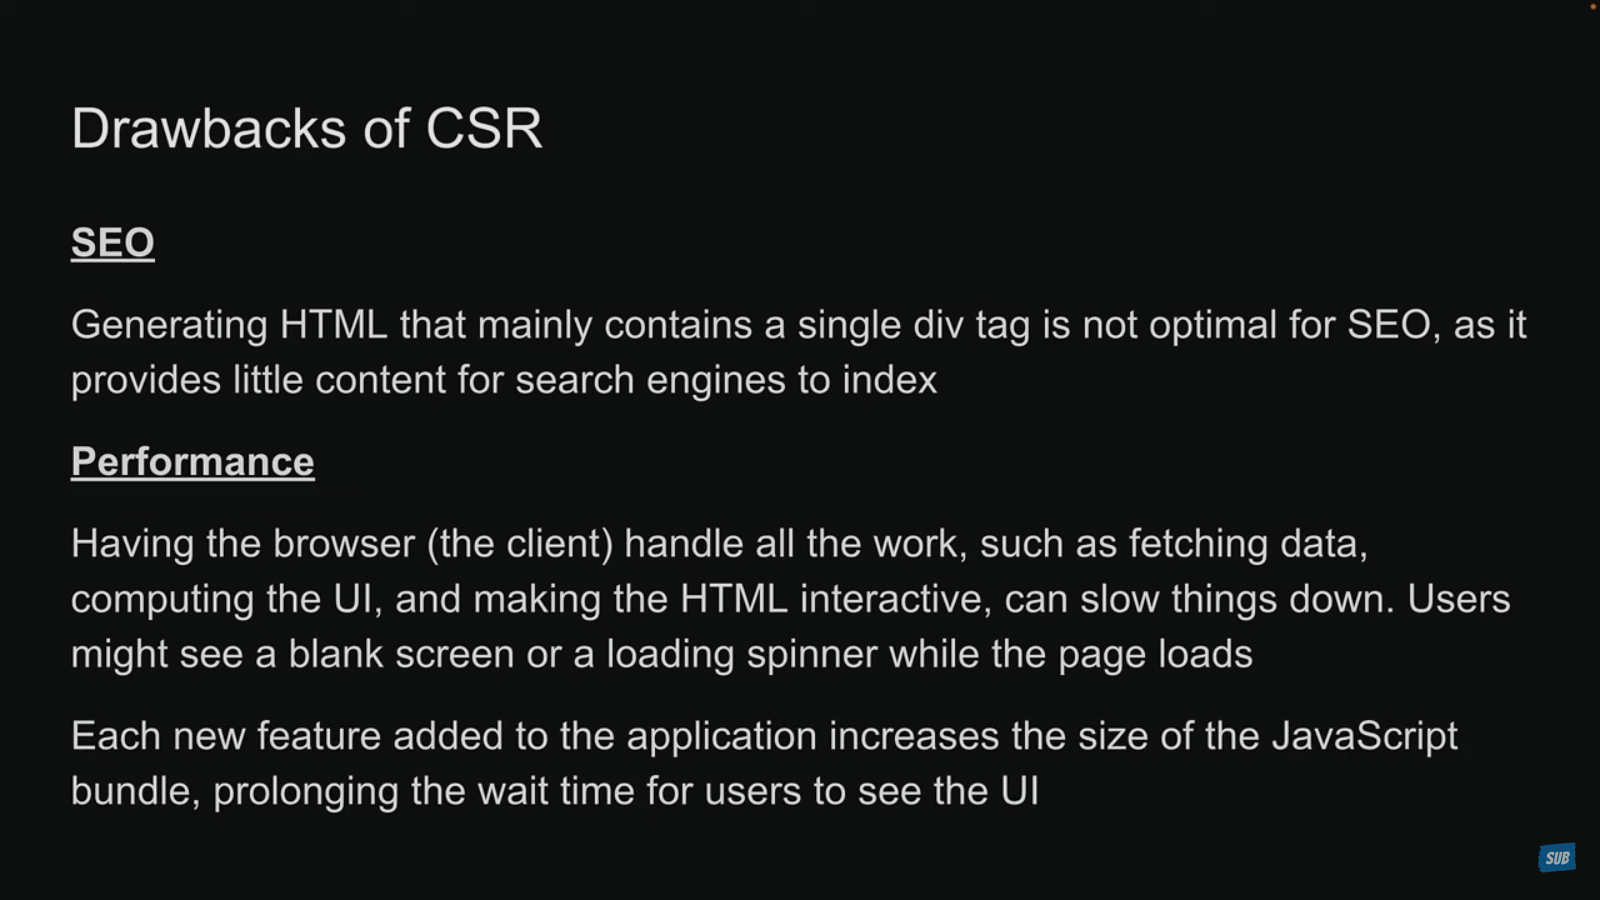 Drawbacks of CSR
SEO
Generating HTML that mainly contains a single div tag is not optimal for SEO, as it
provides little content for search engines to index
Performance
Having the browser (the client) handle all the work, such as fetching data,
computing the UI, and making the HTML interactive, can slow things down. Users
might see a blank screen or a loading spinner while the page loads
Each new feature added to the application increases the size of the JavaScript
bundle, prolonging the wait time for users to see the UI
SUB